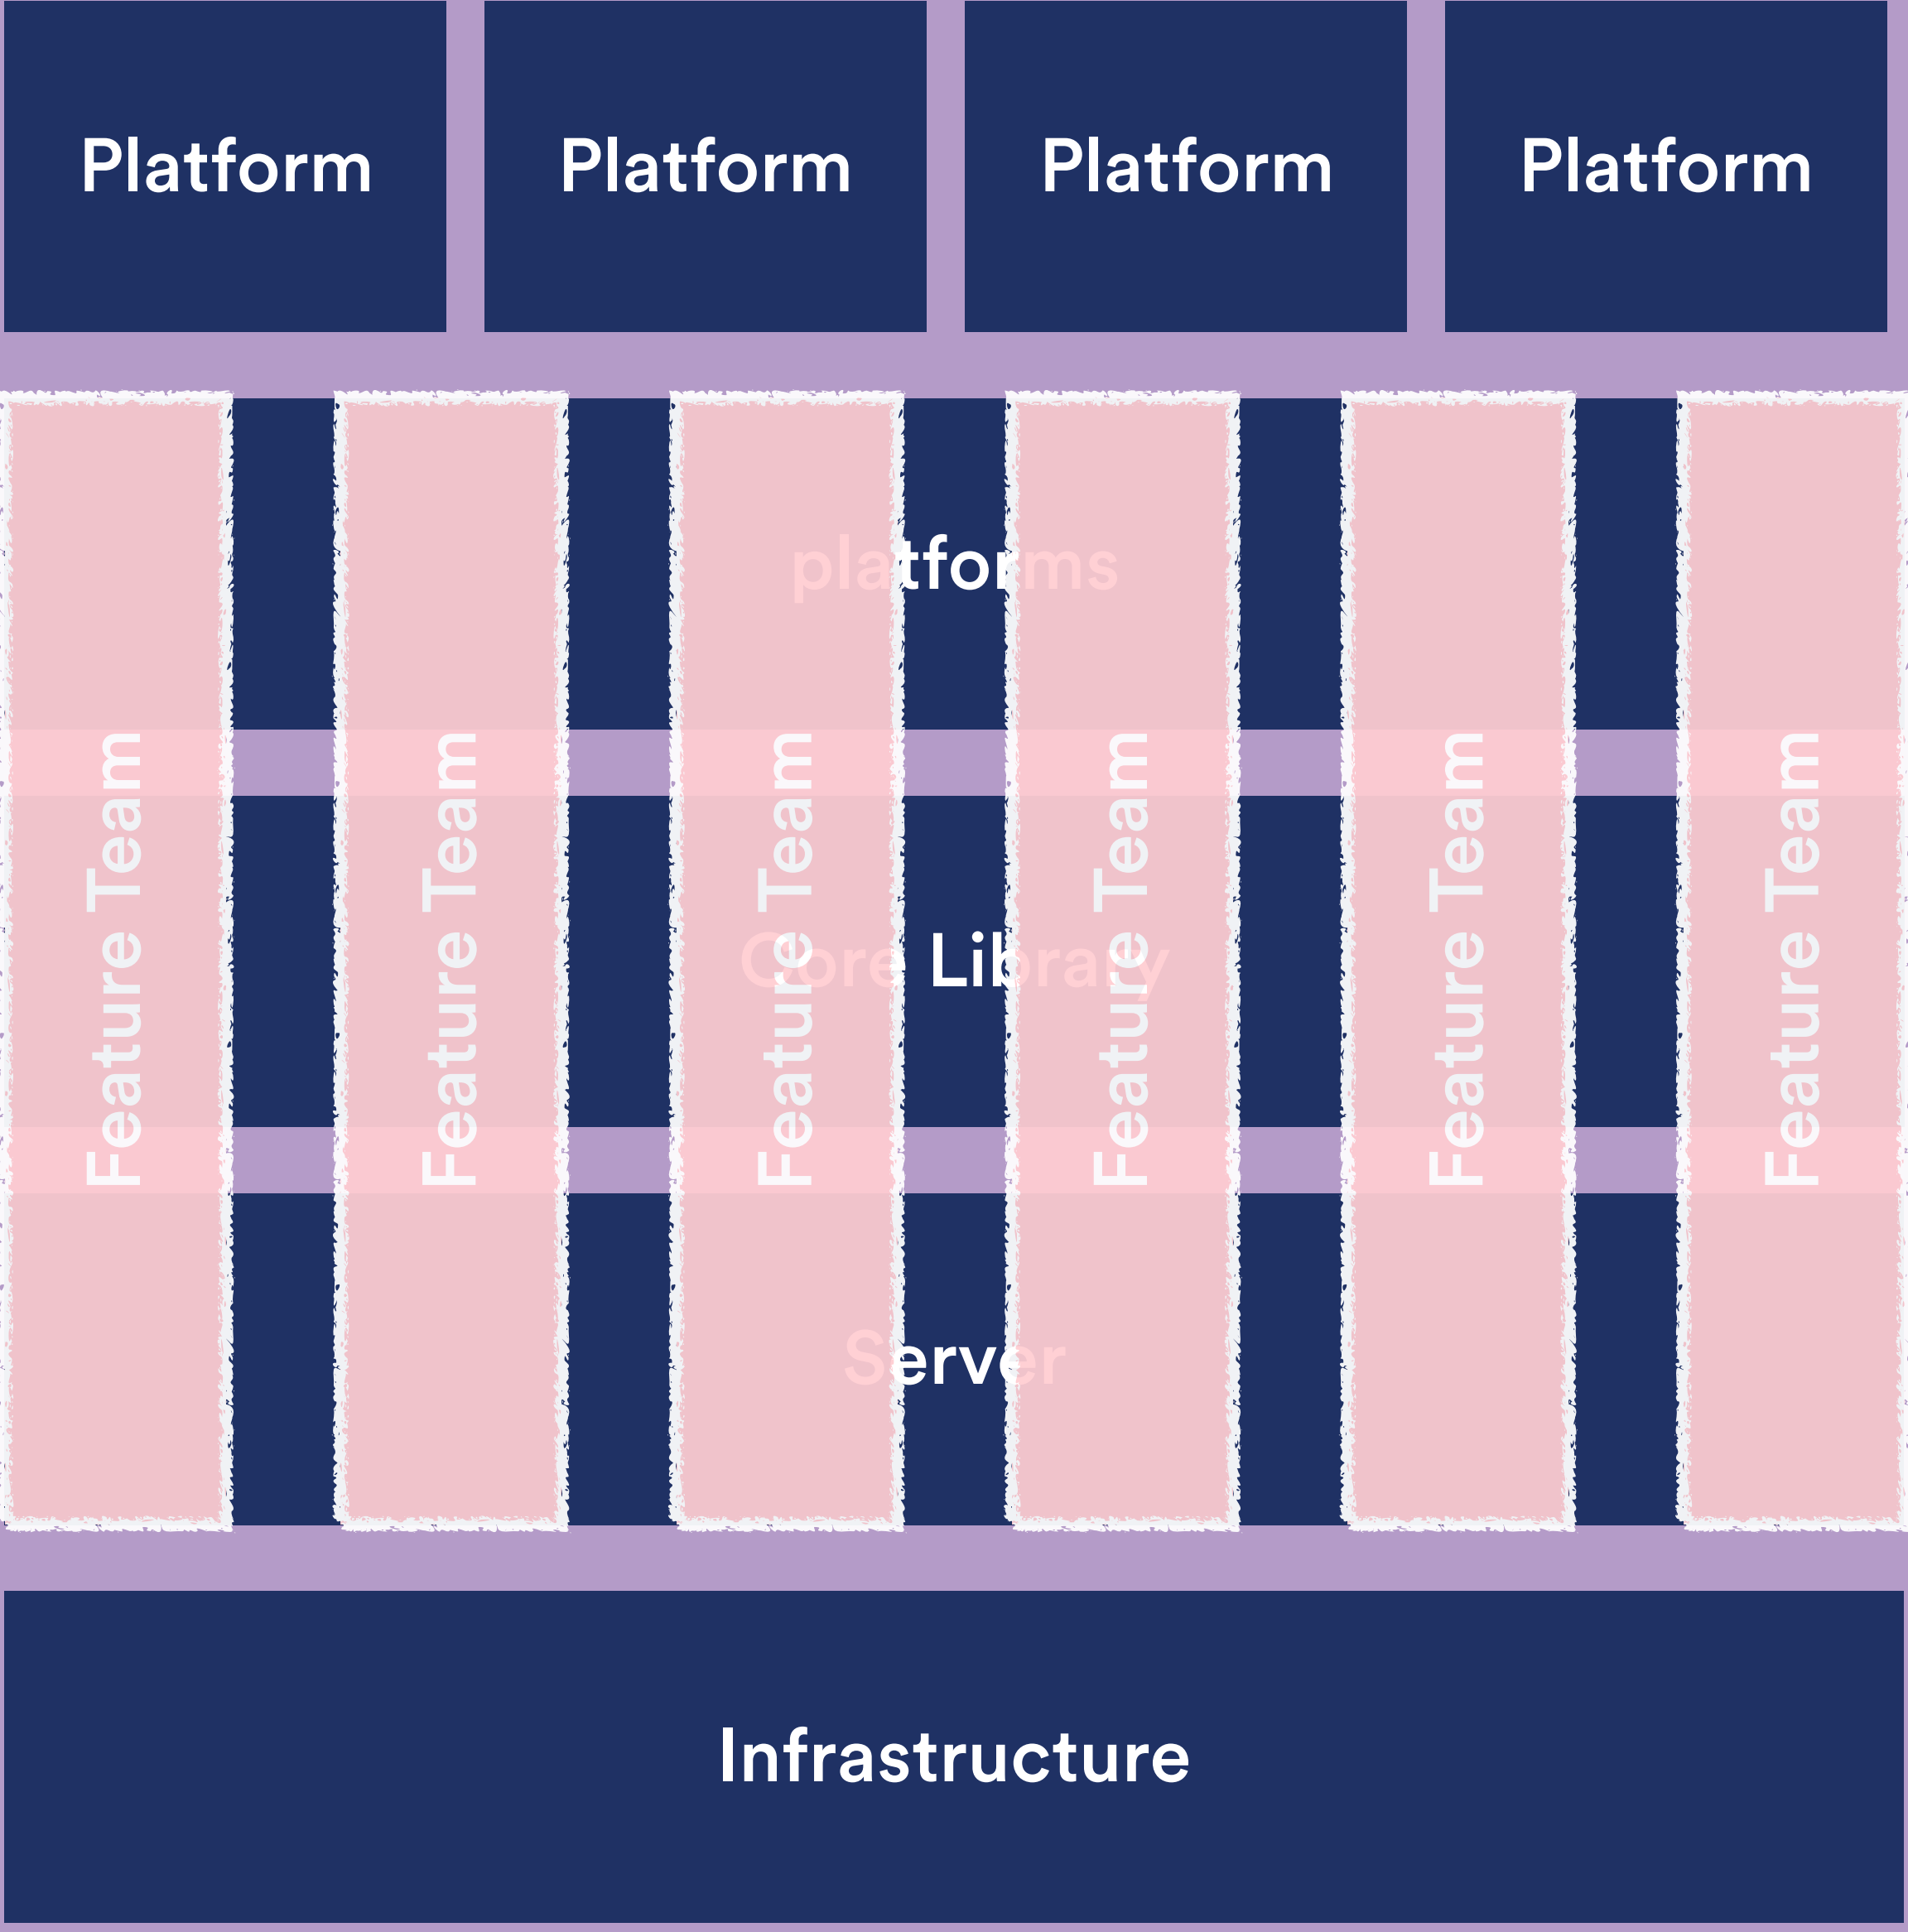 Platform
Platform
Platform
Platform
platforms
Feature Team
Feature Team
Feature Team
Feature Team
Feature Team
Feature Team
Core Library
Server
Infrastructure